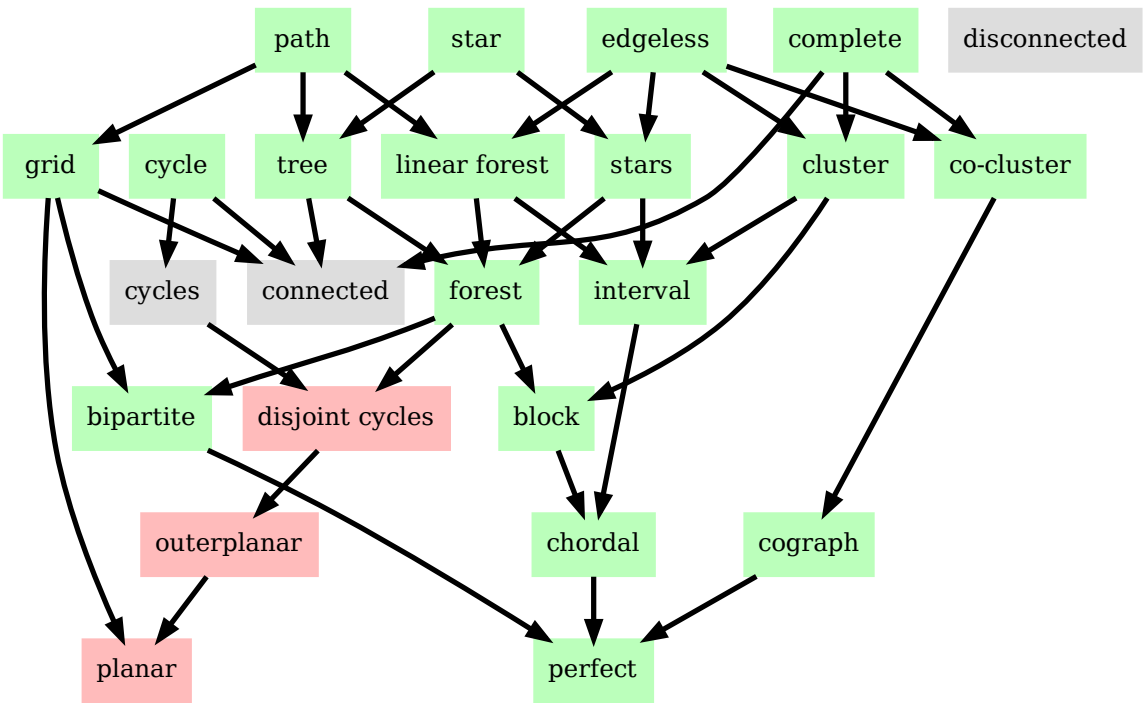 path
star
edgeless
complete
disconnected
grid
cycle
tree
linear forest
stars
cluster
co-cluster
cycles
connected
forest
interval
bipartite
disjoint cycles
block
outerplanar
chordal
cograph
planar
perfect